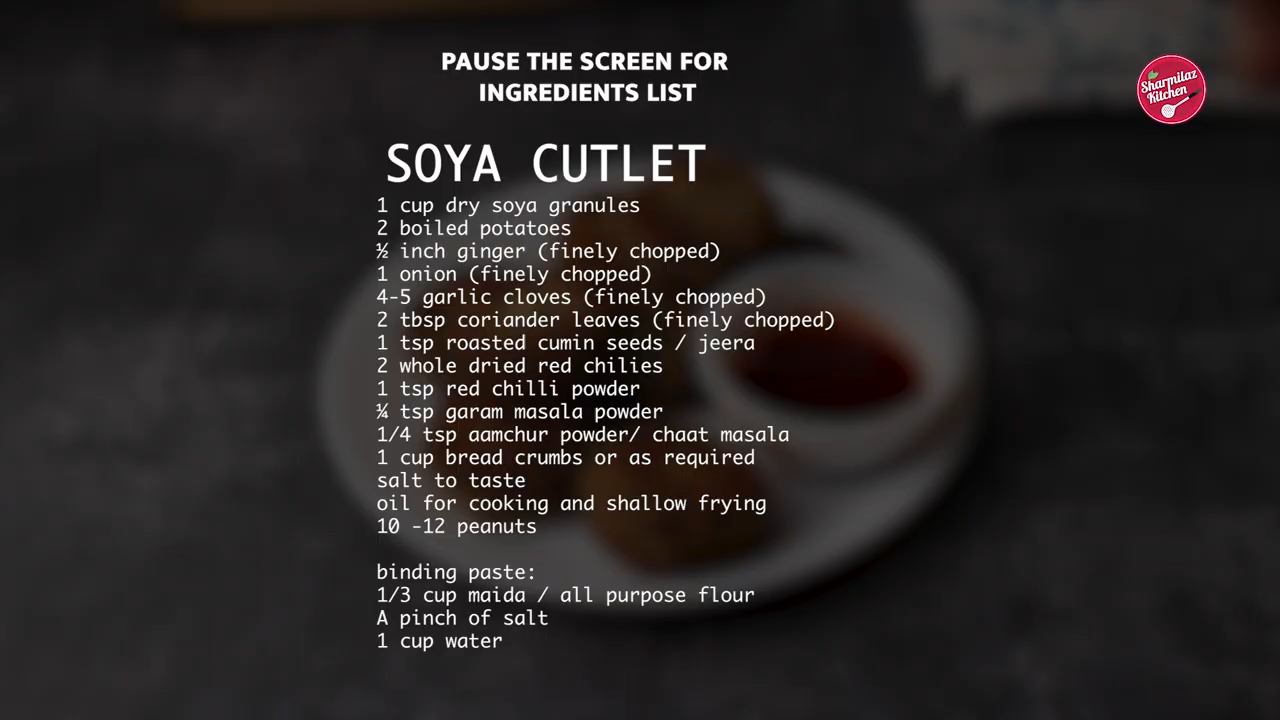 PAUSE THE SCREEN FOR
INGREDIENTS LIST
Sharmilaz
Kitchen
SOYA CUTLET
1 cup dry soya granules
2 boiled potatoes
½ inch ginger (finely chopped)
1 onion (finely chopped)
4-5 garlic cloves (finely chopped)
2 tbsp coriander leaves (finely chopped)
1 tsp roasted cumin seeds / jeera
2 whole dried red chilies
1 tsp red chilli powder
¼ tsp garam masala powder
1/4 tsp aamchur powder/ chaat masala
1 cup bread crumbs or as required
salt to taste
oil for cooking and shallow frying
10 -12 peanuts
binding paste:
1/3 cup maida / all purpose flour
A pinch of salt
1 cup water